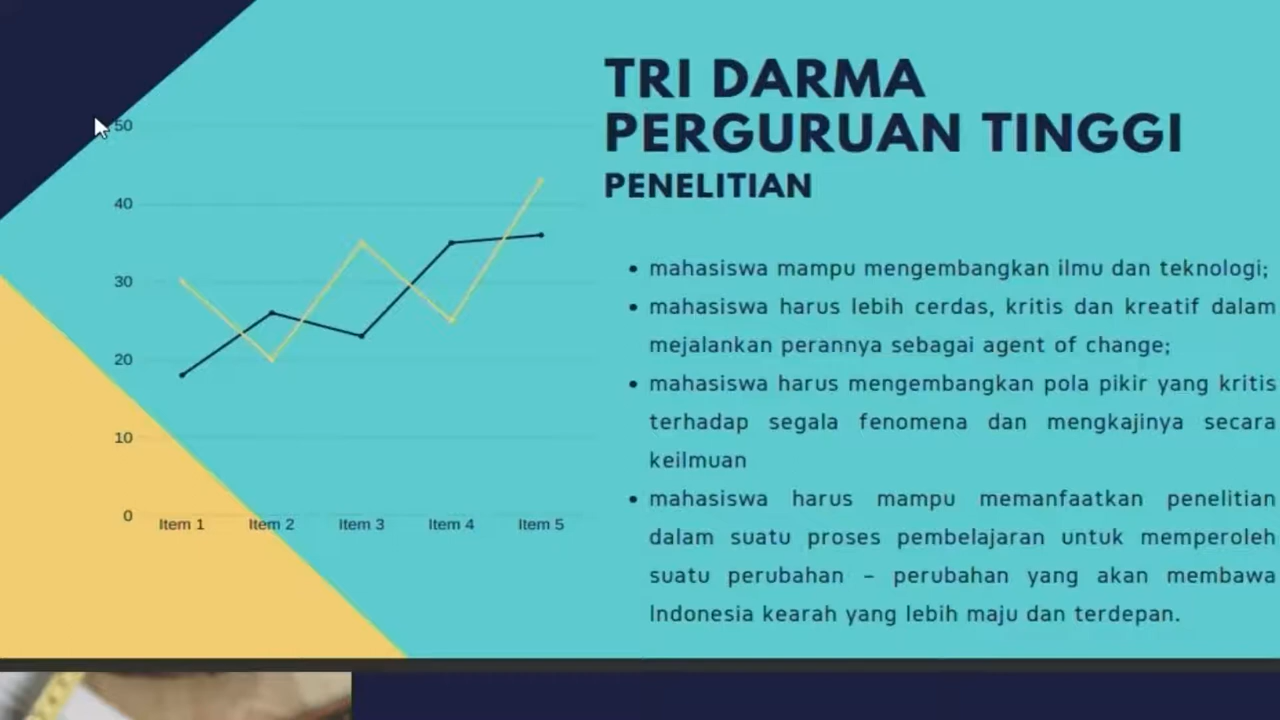 TRI DARMA
PERGURUAN TINGGI
PENELITIAN
50
40
30
20
10
0
Item 1
Item 2
Item 3
Item 4
Item 5
• mahasiswa mampu mengembangkan ilmu dan teknologi;
• mahasiswa harus lebih cerdas, kritis dan kreatif dalam
mejalankan perannya sebagai agent of change;
• mahasiswa harus mengembangkan pola pikir yang kritis
terhadap segala fenomena dan mengkajinya secara
keilmuan
• mahasiswa harus mampu memanfaatkan penelitian
dalam suatu proses pembelajaran untuk memperoleh
suatu perubahan – perubahan yang akan membawa
Indonesia kearah yang lebih maju dan terdepan.